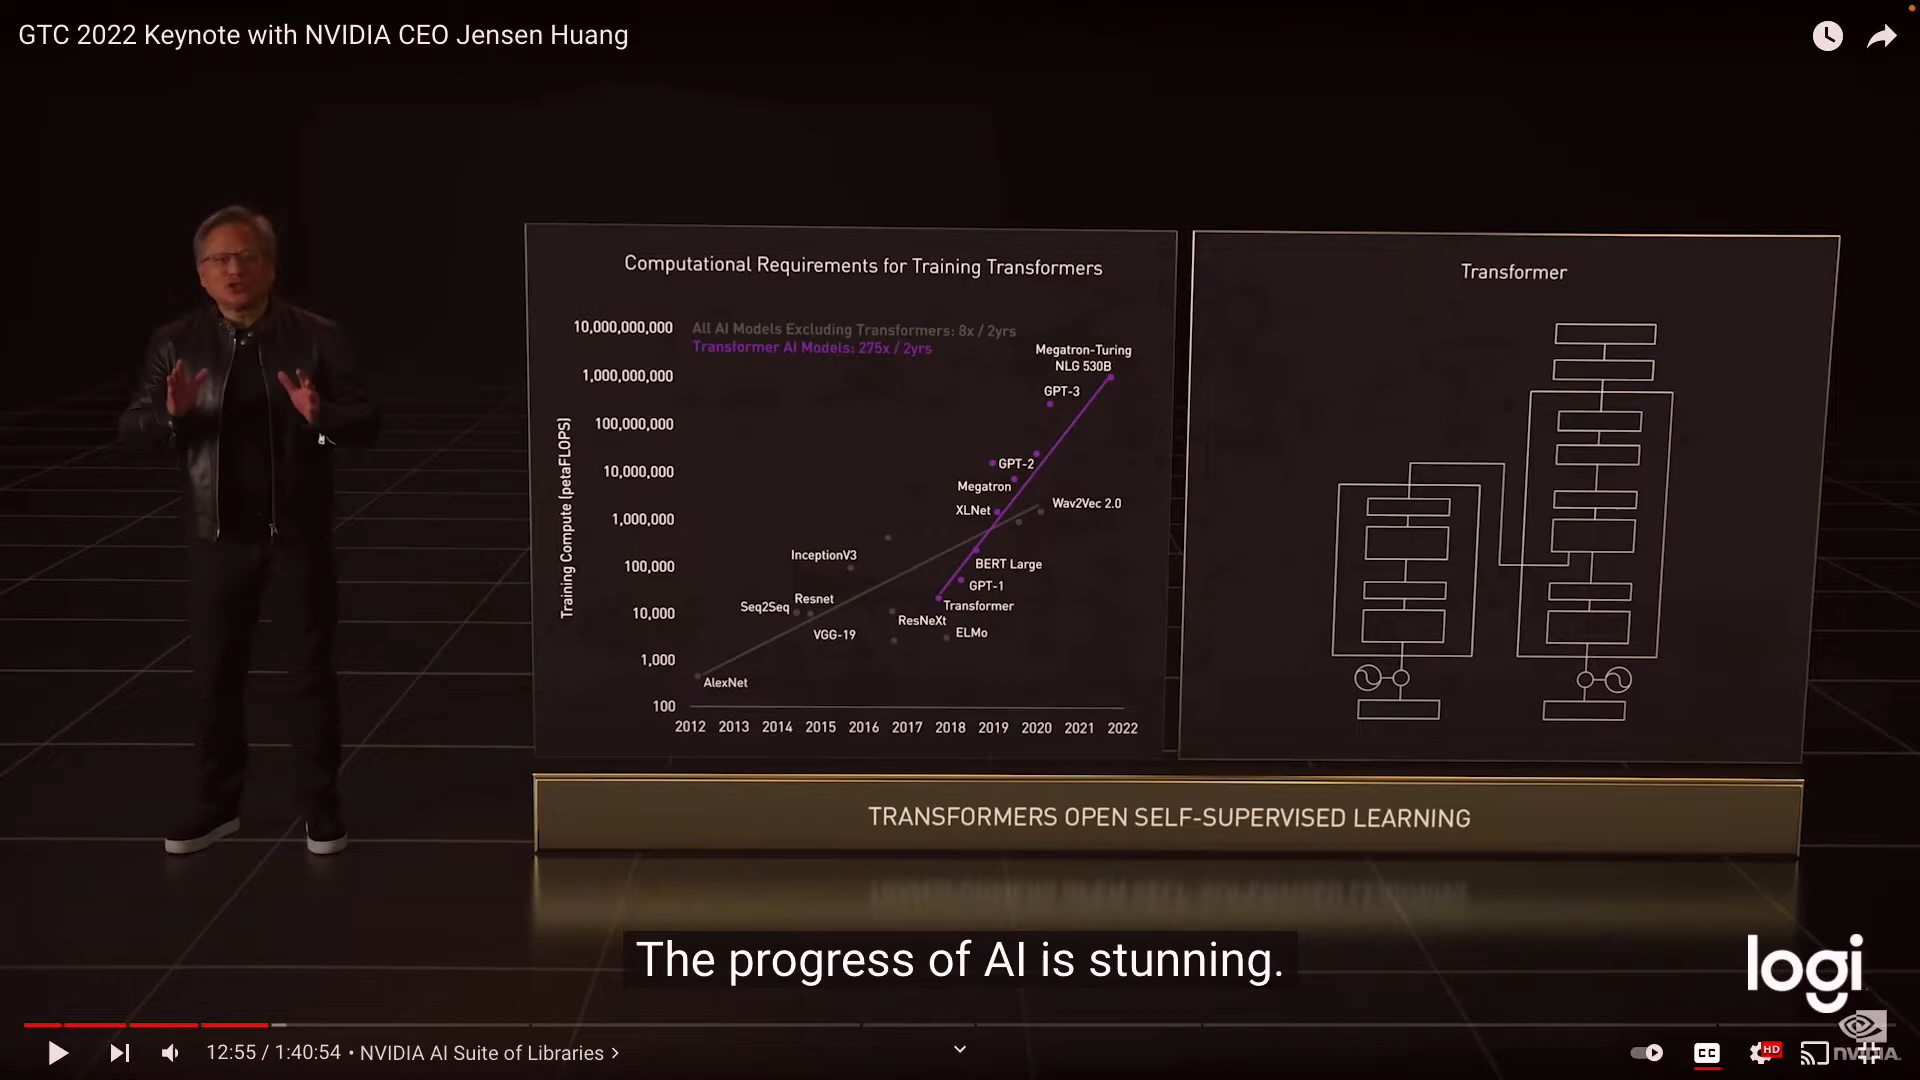 GTC 2022 Keynote with NVIDIA CEO Jensen Huang
Computational Requirements for Training Transformers
Training Compute (petaFLOPS)
10,000,000,000
1,000,000,000
100,000,000
10,000,000
1,000,000
100,000
10,000
1,000
100
All AI Models Excluding Transformers: 8x / 2yrs
Transformer AI Models: 275x / 2yrs
Megatron-Turing
NLG 530B
GPT-3
GPT-2
Megatron
XLNet
Wav2Vec 2.0
InceptionV3
BERT Large
GPT-1
Seq2Seq
Resnet
Transformer
ResNeXt
VGG-19
ELMo
AlexNet
2012 2013 2014 2015 2016 2017 2018 2019 2020 2021 2022
Transformer
TRANSFORMERS OPEN SELF-SUPERVISED LEARNING
The progress of AI is stunning.
logi
NVIDIA.
12:55 / 1:40:54 • NVIDIA AI Suite of Libraries >
CC
HD